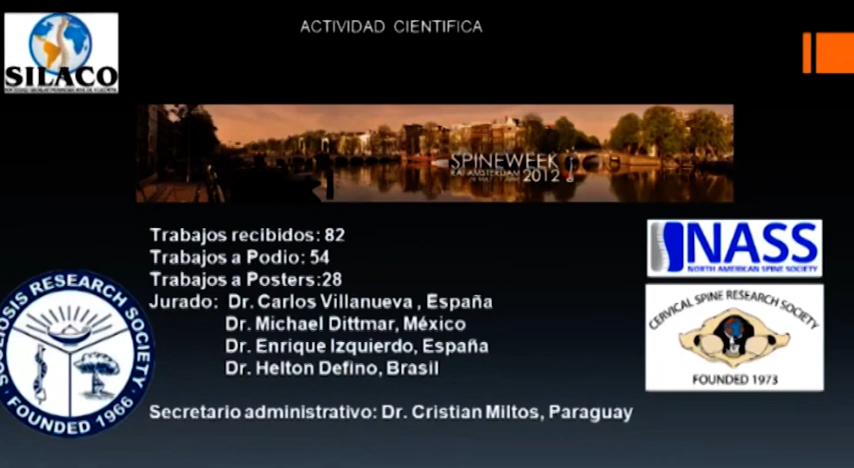 ACTIVIDAD CIENTIFICA
SILACO
SPINEWEEK
RAI AMSTERDAM
2012
Trabajos recibidos: 82
Trabajos a Podio: 54
Trabajos a Posters:28
Jurado: Dr. Carlos Villanueva , España
Dr. Michael Dittmar, México
Dr. Enrique Izquierdo, España
Dr. Helton Defino, Brasil
Secretario administrativo: Dr. Cristian Miltos, Paraguay
SCOLIOSIS RESEARCH SOCIETY
FOUNDED 1966
NASS
NORTH AMERICAN SPINE SOCIETY
CERVICAL SPINE RESEARCH SOCIETY
FOUNDED 1973